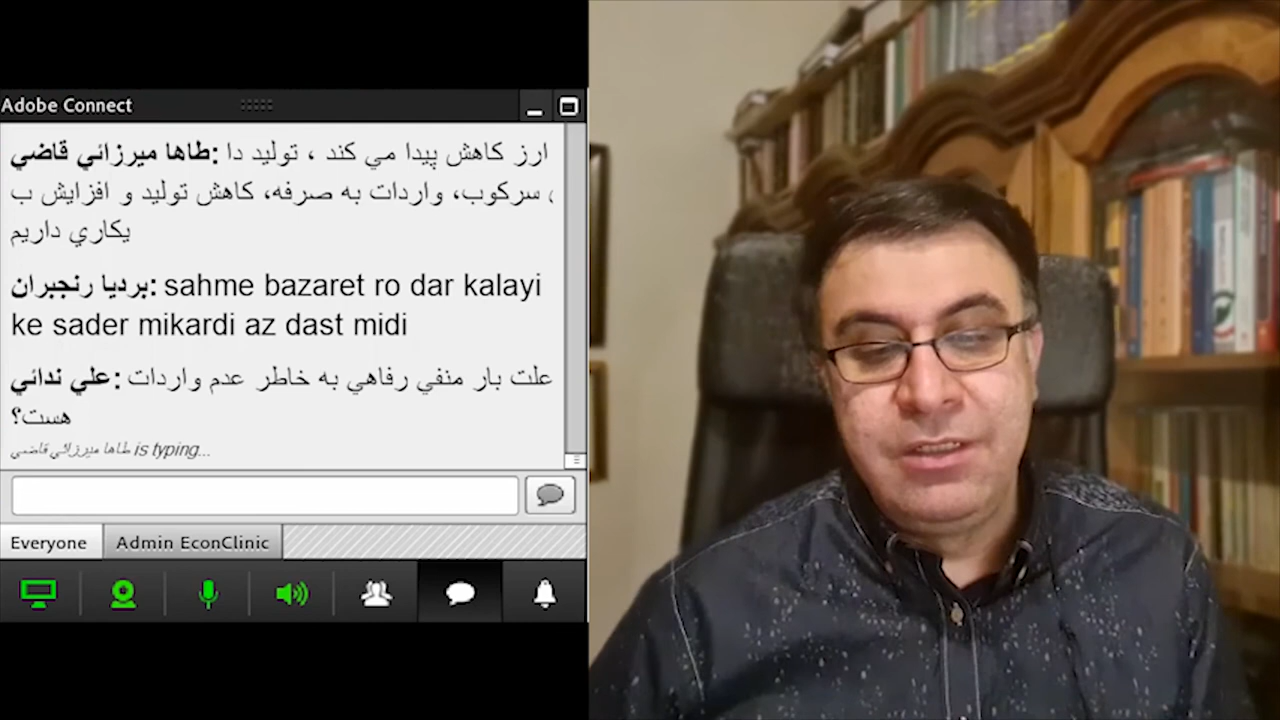 Adobe Connect
طاها ميرزائي قاضي: ارز کاهش پيدا مي کند ، توليد دا
سرکوب، واردات به صرفه، کاهش توليد و افزايش ب
يکاري داريم
برديا رنجبران: sahme bazaret ro dar kalayi
ke sader mikardi az dast midi
علي ندائي: علت بار منفي رفاهي به خاطر عدم واردات
هست؟
طاها ميرزائي قاضي is typing...
Everyone
Admin EconClinic